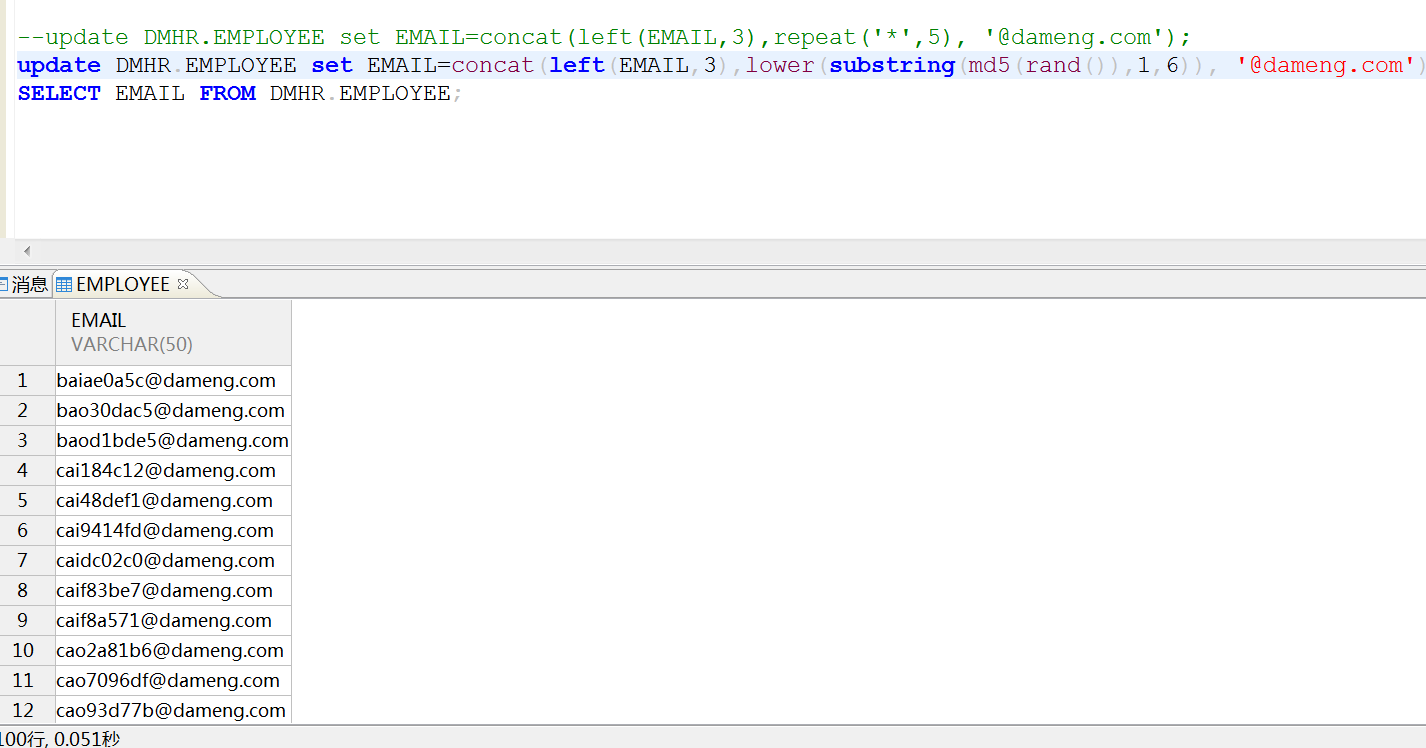 --update DMHR.EMPLOYEE set EMAIL=concat(left(EMAIL,3),repeat('*',5), '@dameng.com');
update DMHR.EMPLOYEE set EMAIL=concat(left(EMAIL,3),lower(substring(md5(rand()),1,6)), '@dameng.com')
SELECT EMAIL FROM DMHR.EMPLOYEE;
消息 EMPLOYEE
EMAIL
VARCHAR(50)
1 baiae0a5c@dameng.com
2 bao30dac5@dameng.com
3 baod1bde5@dameng.com
4 cai184c12@dameng.com
5 cai48def1@dameng.com
6 cai9414fd@dameng.com
7 caidc02c0@dameng.com
8 caif83be7@dameng.com
9 caif8a571@dameng.com
10 cao2a81b6@dameng.com
11 cao7096df@dameng.com
12 cao93d77b@dameng.com
100行, 0.051秒